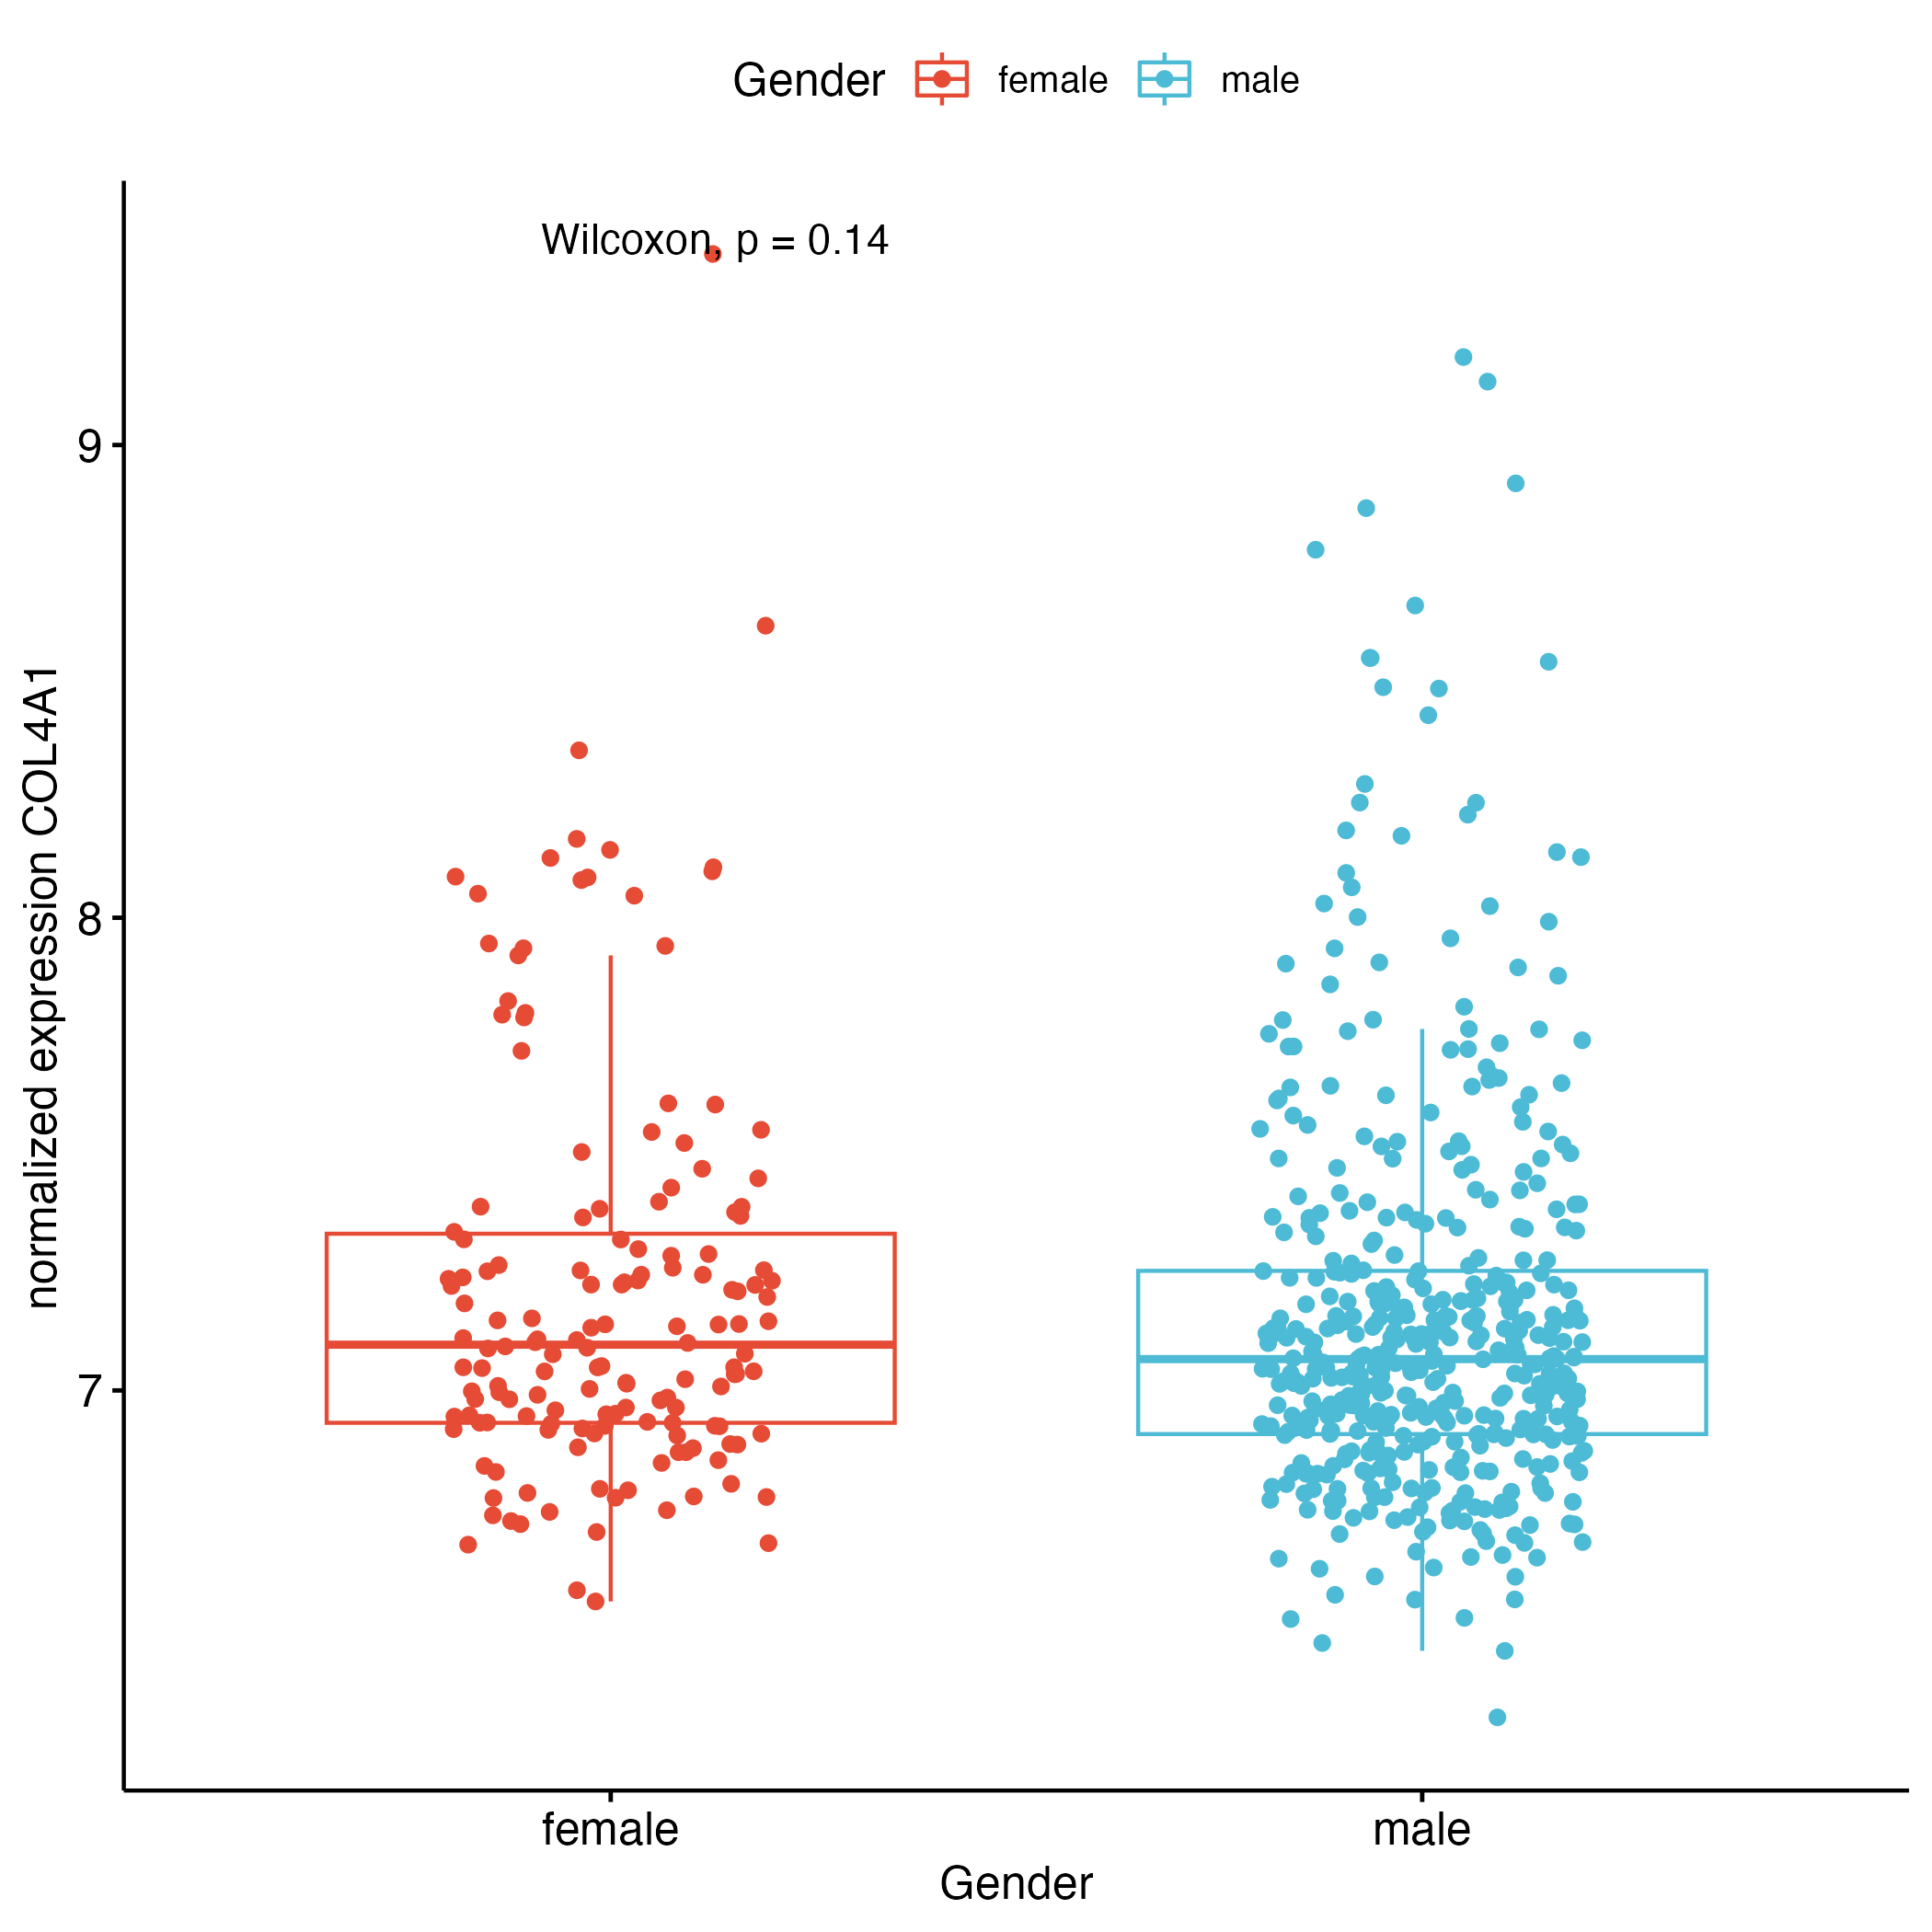 Gender female male
Wilcoxon, p = 0.14
normalized expression COL4A1
9
8
7
female male
Gender